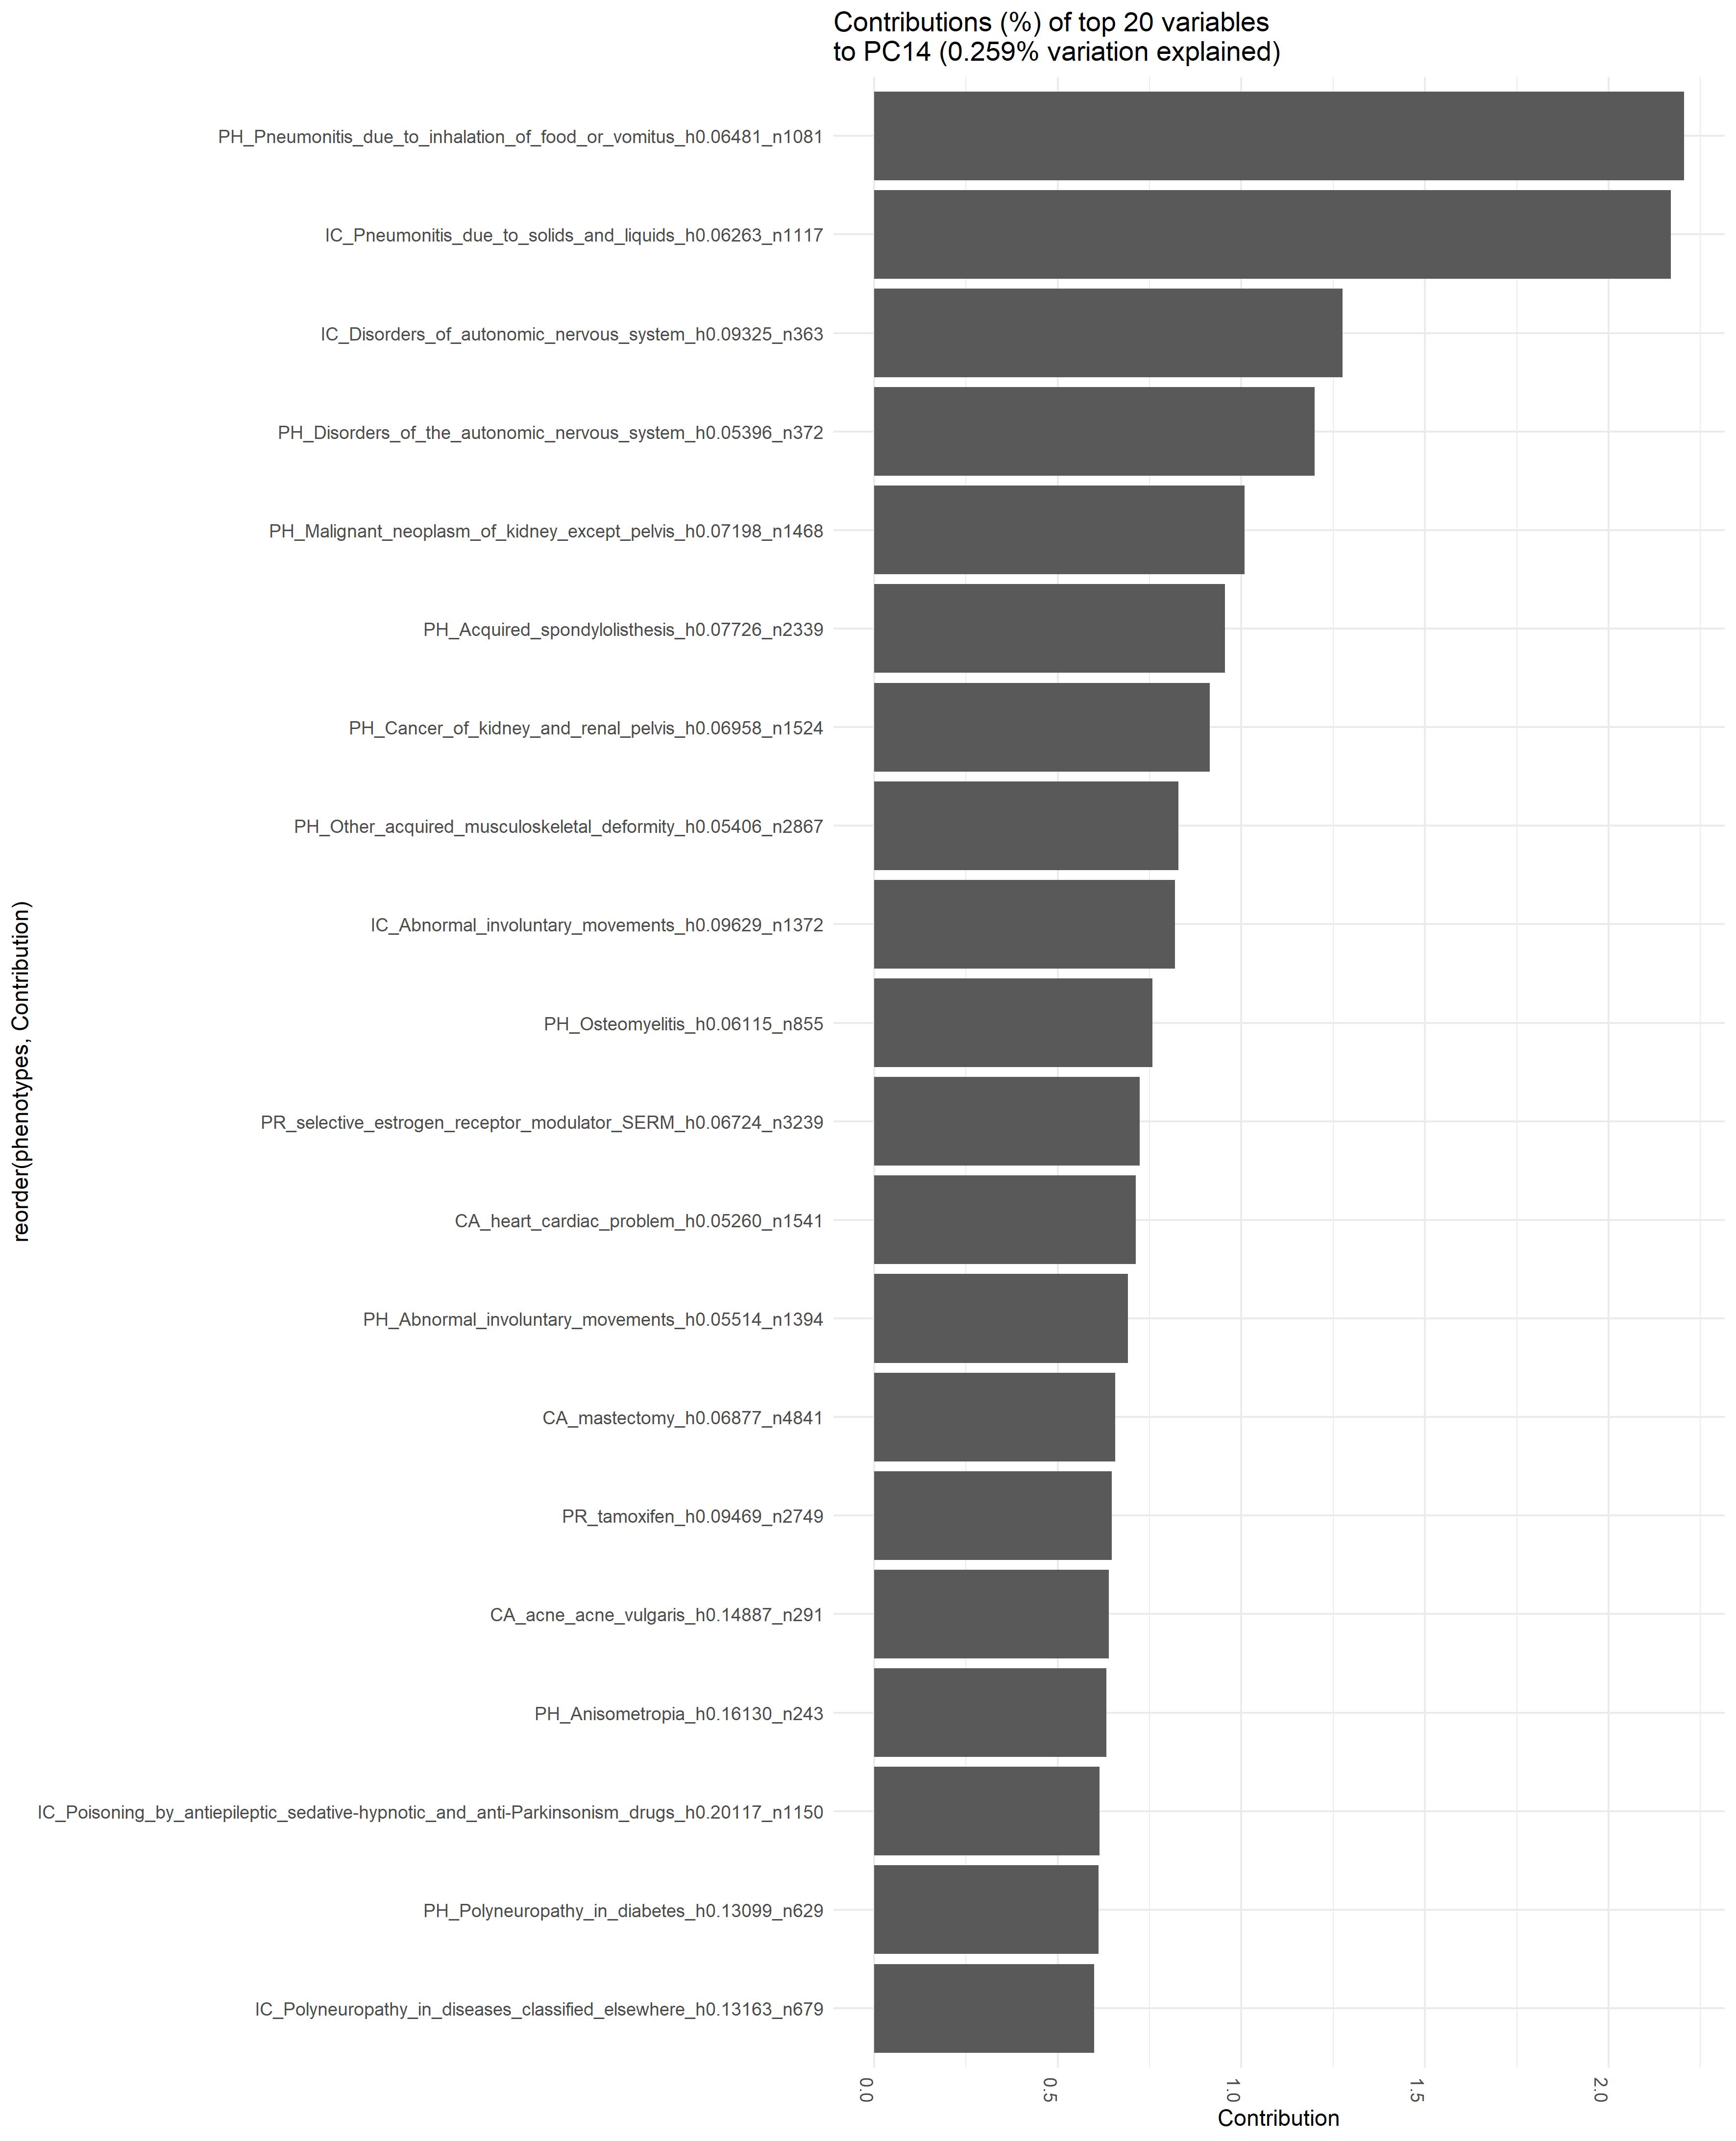 Contributions (%) of top 20 variables
to PC14 (0.259% variation explained)
PH_Pneumonitis_due_to_inhalation_of_food_or_vomitus_h0.06481_n1081
IC_Pneumonitis_due_to_solids_and_liquids_h0.06263_n1117
IC_Disorders_of_autonomic_nervous_system_h0.09325_n363
PH_Disorders_of_the_autonomic_nervous_system_h0.05396_n372
PH_Malignant_neoplasm_of_kidney_except_pelvis_h0.07198_n1468
PH_Acquired_spondylolisthesis_h0.07726_n2339
PH_Cancer_of_kidney_and_renal_pelvis_h0.06958_n1524
PH_Other_acquired_musculoskeletal_deformity_h0.05406_n2867
IC_Abnormal_involuntary_movements_h0.09629_n1372
PH_Osteomyelitis_h0.06115_n855
PR_selective_estrogen_receptor_modulator_SERM_h0.06724_n3239
CA_heart_cardiac_problem_h0.05260_n1541
PH_Abnormal_involuntary_movements_h0.05514_n1394
CA_mastectomy_h0.06877_n4841
PR_tamoxifen_h0.09469_n2749
CA_acne_acne_vulgaris_h0.14887_n291
PH_Anisometropia_h0.16130_n243
IC_Poisoning_by_antiepileptic_sedative-hypnotic_and_anti-Parkinsonism_drugs_h0.20117_n1150
PH_Polyneuropathy_in_diabetes_h0.13099_n629
IC_Polyneuropathy_in_diseases_classified_elsewhere_h0.13163_n679
reorder(phenotypes, Contribution)
0.0
0.5
1.0
1.5
2.0
Contribution